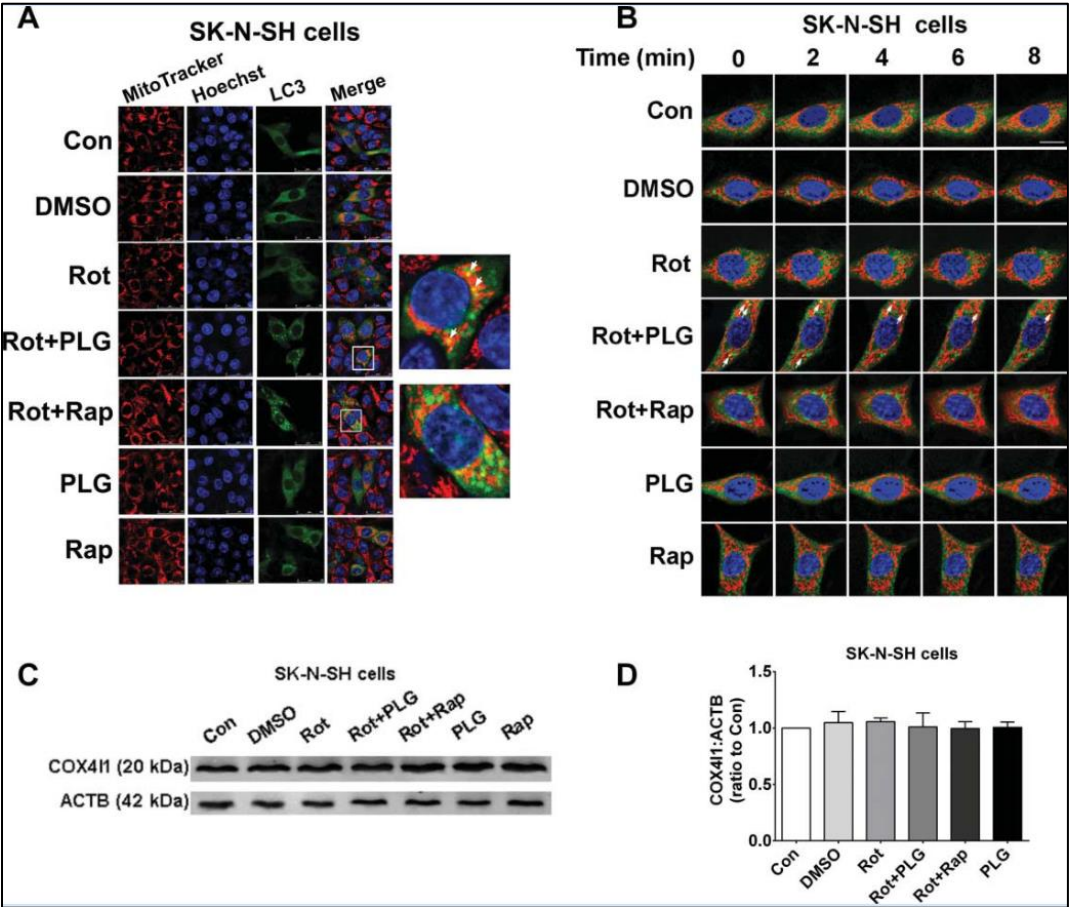 A
SK-N-SH cells
MitoTracker Hoechst LC3 Merge
Con
DMSO
Rot
Rot+PLG
Rot+Rap
PLG
Rap
B
SK-N-SH cells
Time (min) 0 2 4 6 8
Con
DMSO
Rot
Rot+PLG
Rot+Rap
PLG
Rap
C
SK-N-SH cells
Con DMSO Rot Rot+PLG Rot+Rap PLG Rap
COX4I1 (20 kDa)
ACTB (42 kDa)
D
SK-N-SH cells
COX4I1:ACTB
(ratio to Con)
1.5
1.0
0.5
0.0
Con DMSO Rot Rot+PLG Rot+Rap PLG